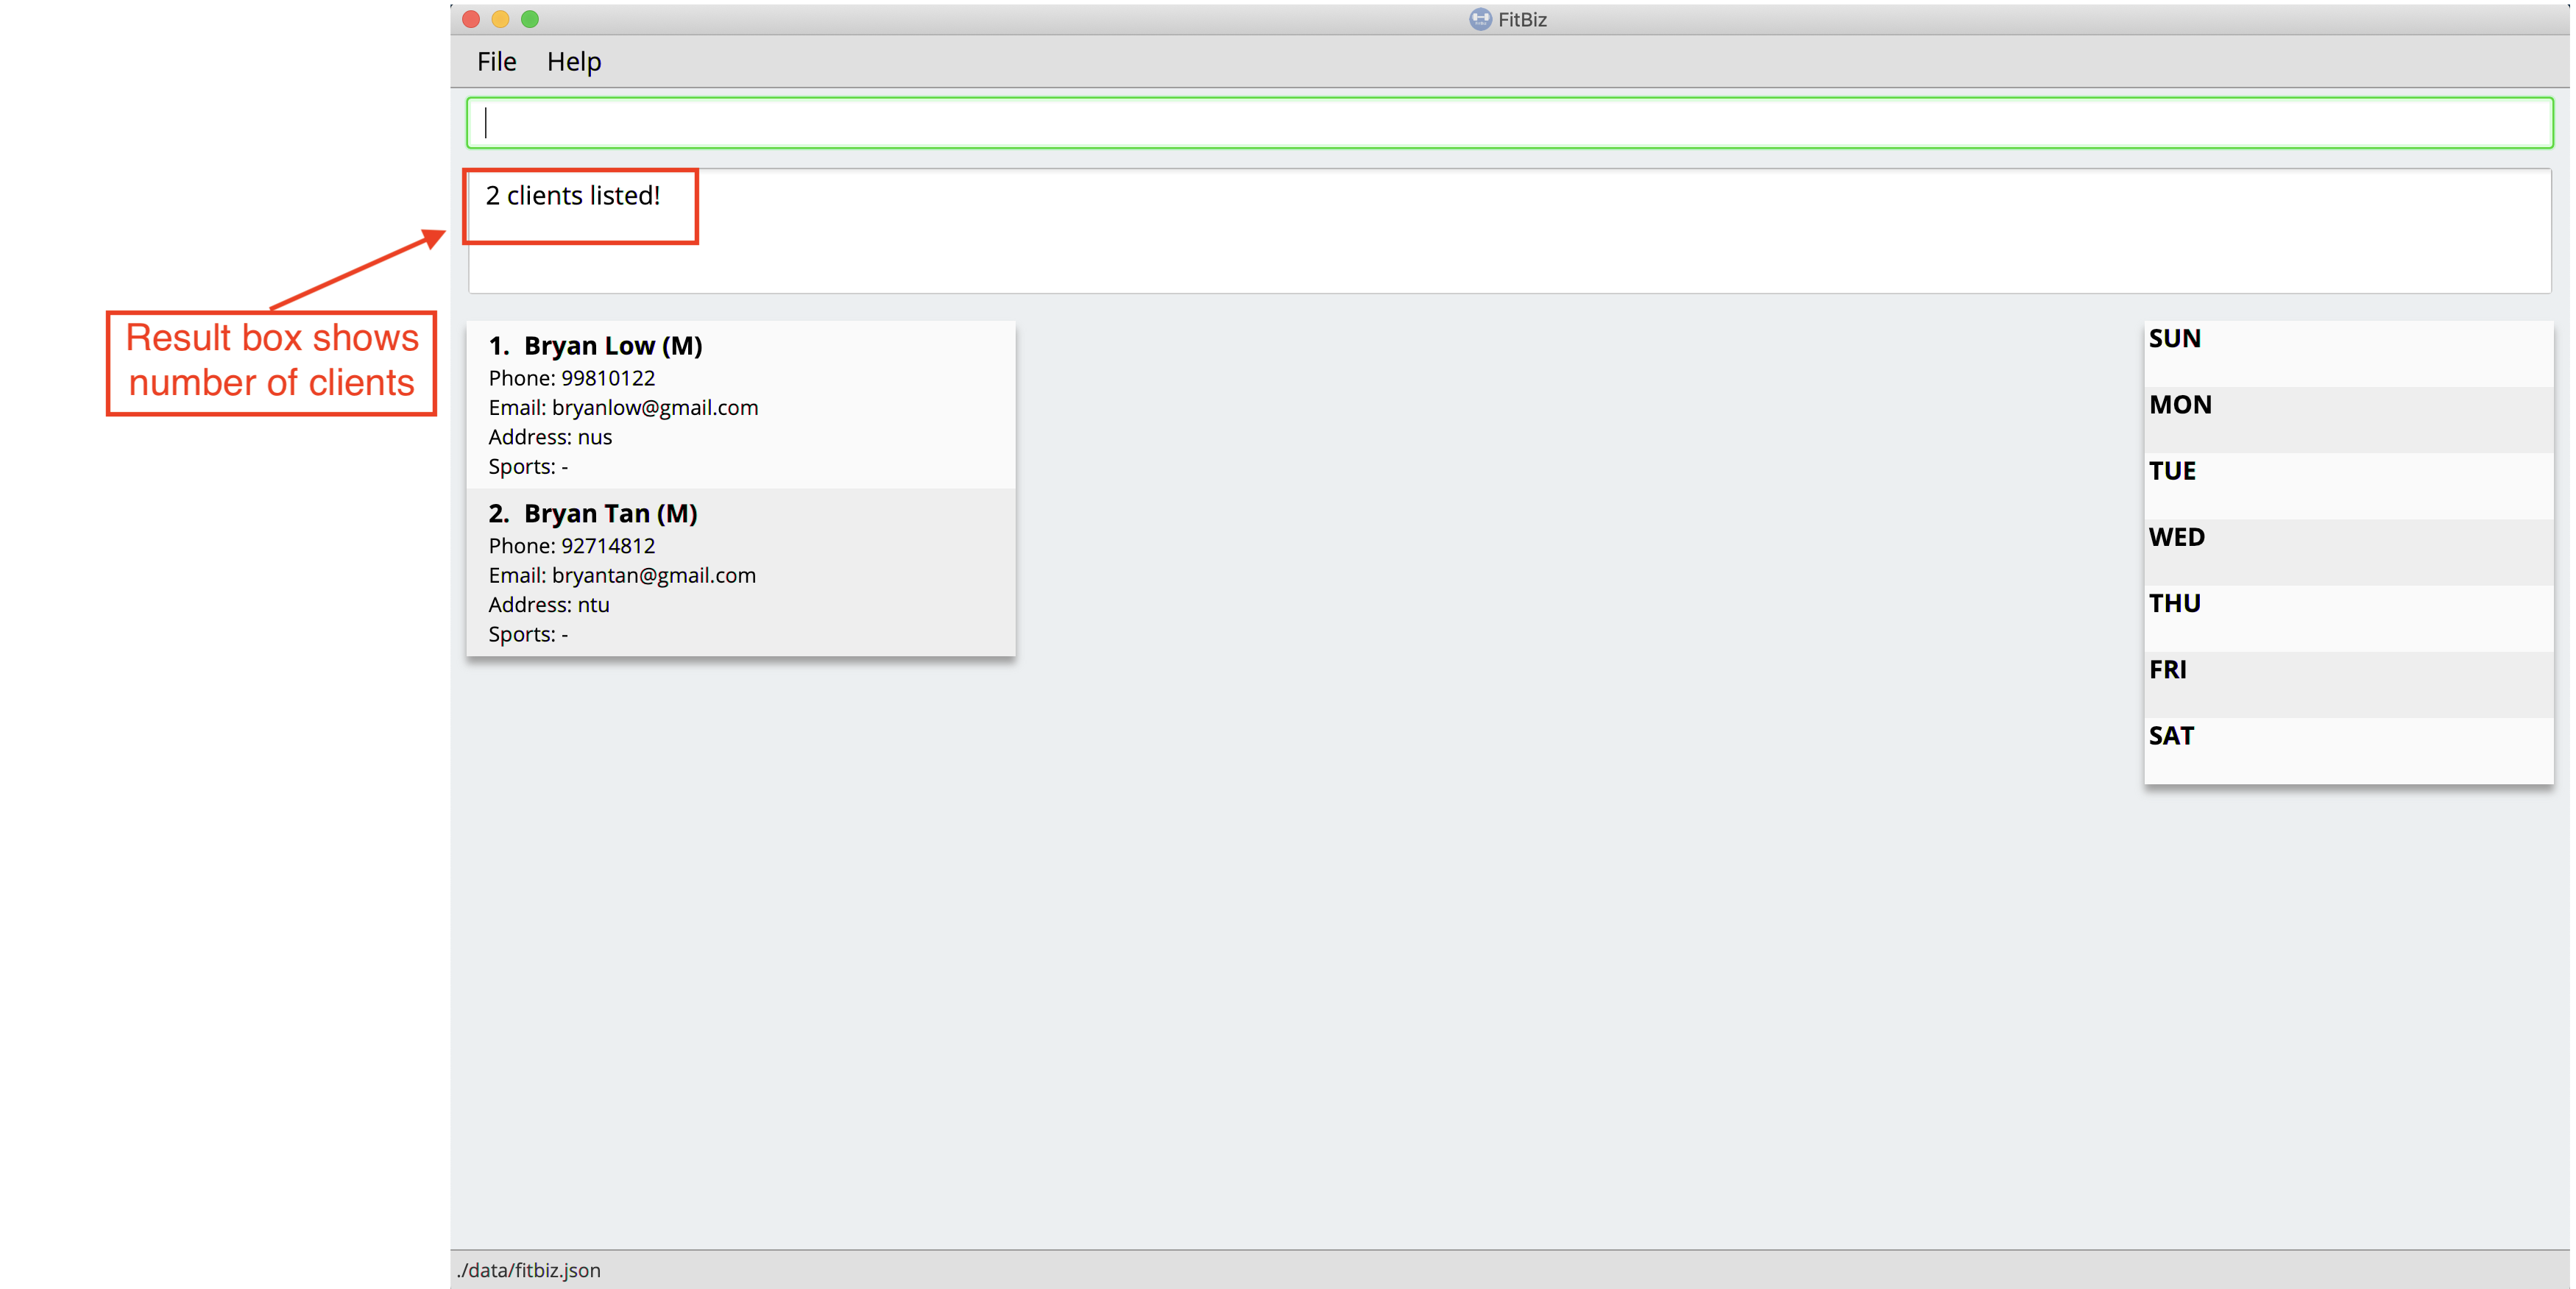 FitBiz
File Help
2 clients listed!
Result box shows
number of clients
1. Bryan Low (M)
Phone: 99810122
Email: bryanlow@gmail.com
Address: nus
Sports: -
2. Bryan Tan (M)
Phone: 92714812
Email: bryantan@gmail.com
Address: ntu
Sports: -
SUN
MON
TUE
WED
THU
FRI
SAT
./data/fitbiz.json